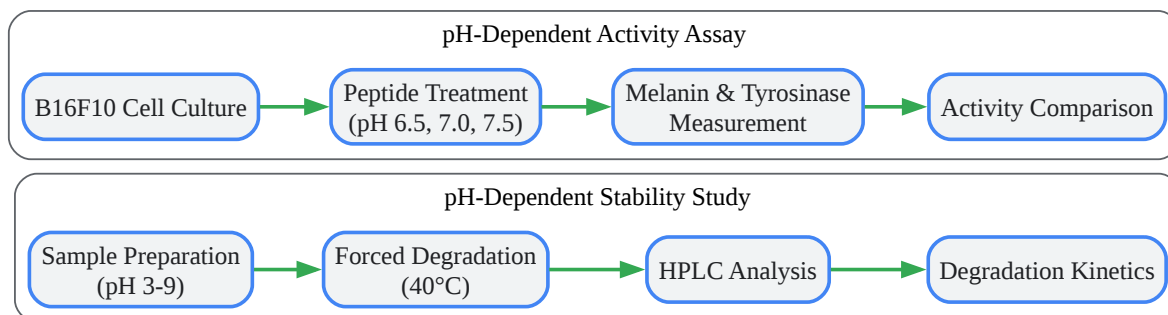 pH-Dependent Activity Assay
B16F10 Cell Culture
Peptide Treatment
(pH 6.5, 7.0, 7.5)
Melanin & Tyrosinase
Measurement
Activity Comparison
pH-Dependent Stability Study
Sample Preparation
(pH 3-9)
Forced Degradation
(40°C)
HPLC Analysis
Degradation Kinetics